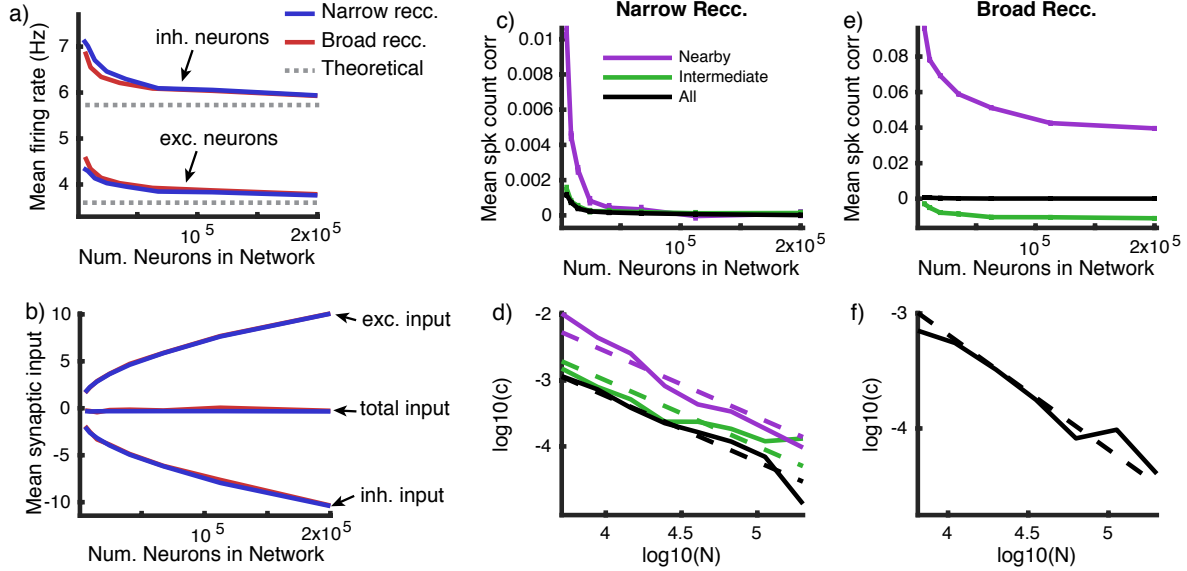 a)
Narrow recc.
Broad recc.
Theoretical
inh. neurons
exc. neurons
Mean firing rate (Hz)
7
6
5
4
10^5
2x10^5
Num. Neurons in Network
b)
exc. input
total input
inh. input
Mean synaptic input
10
5
0
-5
-10
10^5
2x10^5
Num. Neurons in Network
c)
Narrow Recc.
Nearby
Intermediate
All
Mean spk count corr
0.01
0.008
0.006
0.004
0.002
0
10^5
2x10^5
Num. Neurons in Network
d)
log10(c)
-2
-3
-4
4
4.5
5
log10(N)
e)
Broad Recc.
Mean spk count corr
0.08
0.06
0.04
0.02
0
10^5
2x10^5
Num. Neurons in Network
f)
log10(c)
-3
-4
4
4.5
5
log10(N)